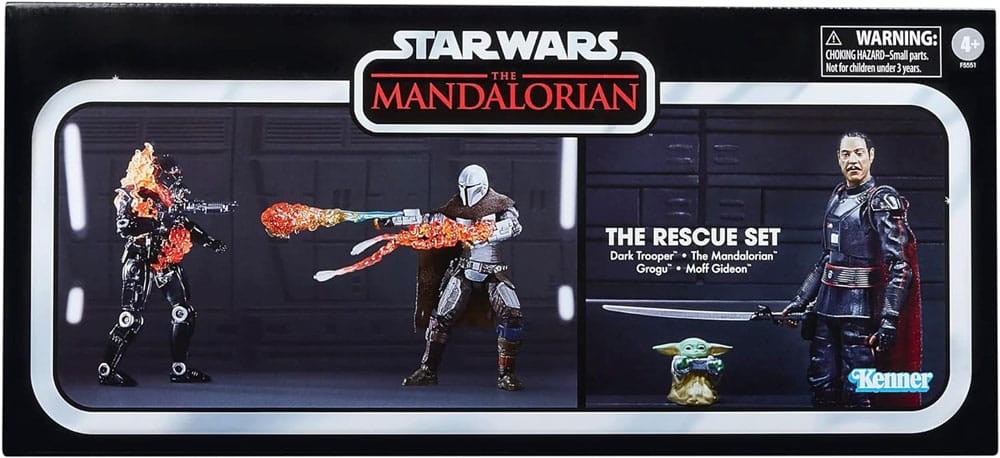 STAR WARS
THE
MANDALORIAN
⚠ WARNING:
CHOKING HAZARD–Small parts.
Not for children under 3 years.
4+
F5551
THE RESCUE SET
Dark Trooper™ • The Mandalorian™
Grogu™ • Moff Gideon™
Kenner